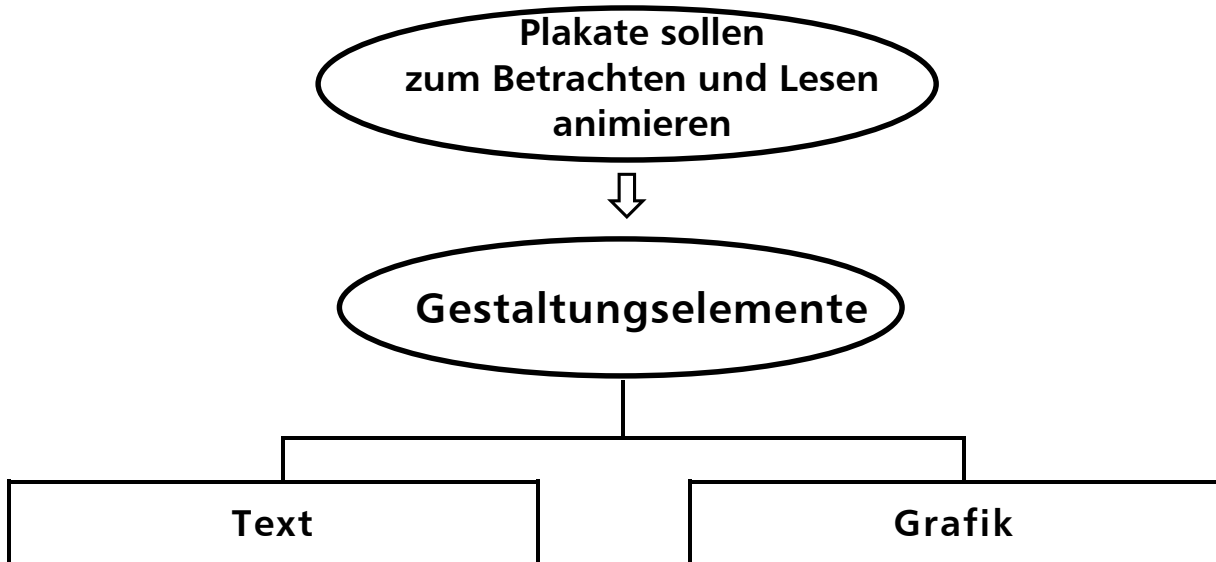 Plakate sollen
zum Betrachten und Lesen
animieren
Gestaltungselemente
Text
Grafik